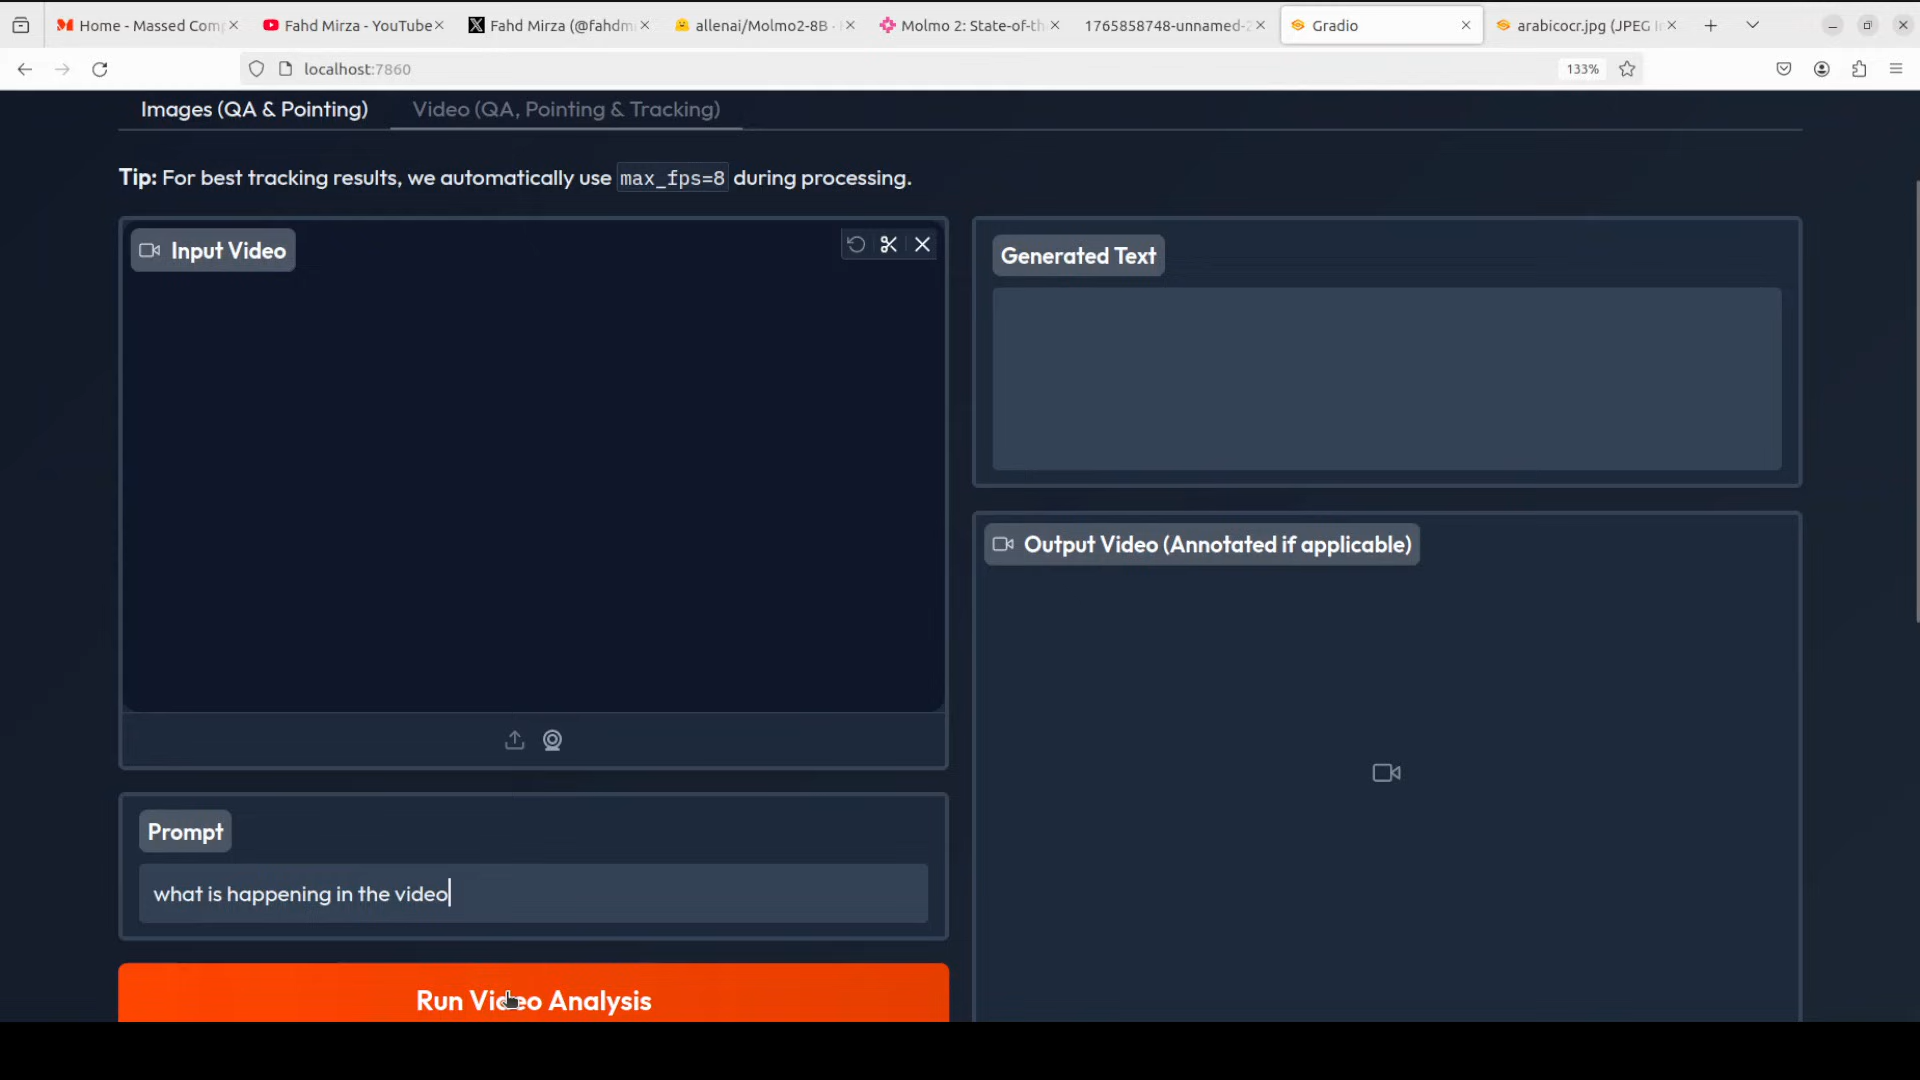 Home - Massed Com
Fahd Mirza - YouTube
Fahd Mirza (@fahdm
allenai/Molmo2-8B -
Molmo 2: State-of-th
1765858748-unnamed-
Gradio
arabicocr.jpg (JPEG
localhost:7860
133%
Images (QA & Pointing)
Video (QA, Pointing & Tracking)
Tip: For best tracking results, we automatically use max_fps=8 during processing.
Input Video
Generated Text
Output Video (Annotated if applicable)
Prompt
what is happening in the video
Run Video Analysis